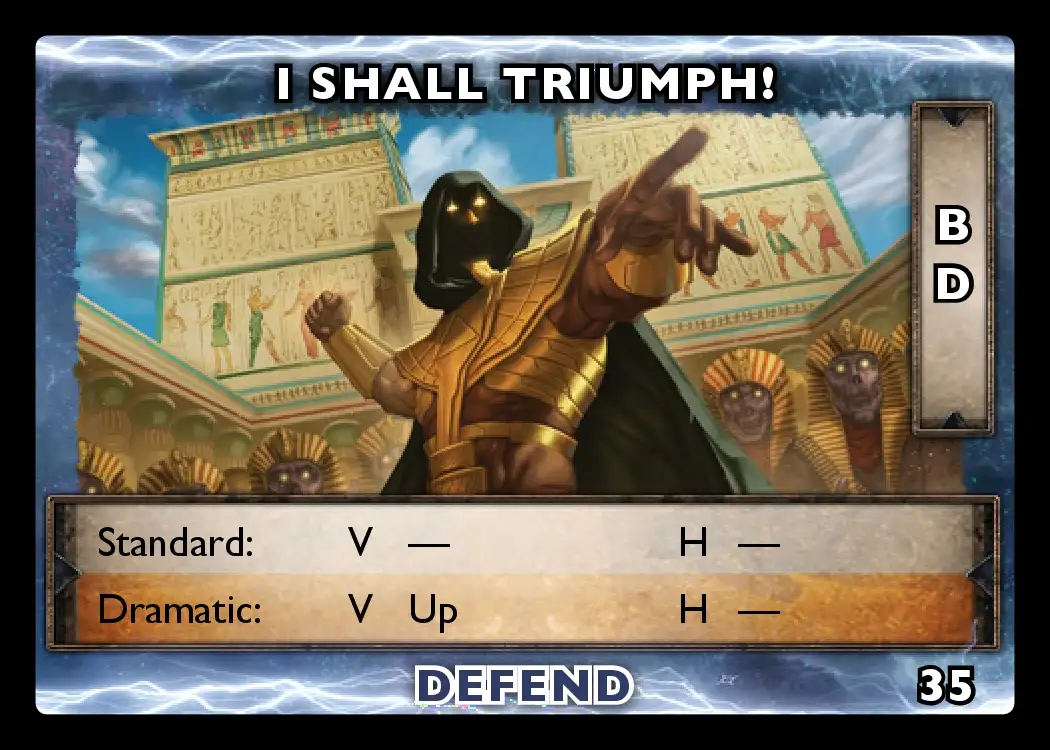 I SHALL TRIUMPH!
B
D
Standard: V — H —
Dramatic: V Up H —
DEFEND
35